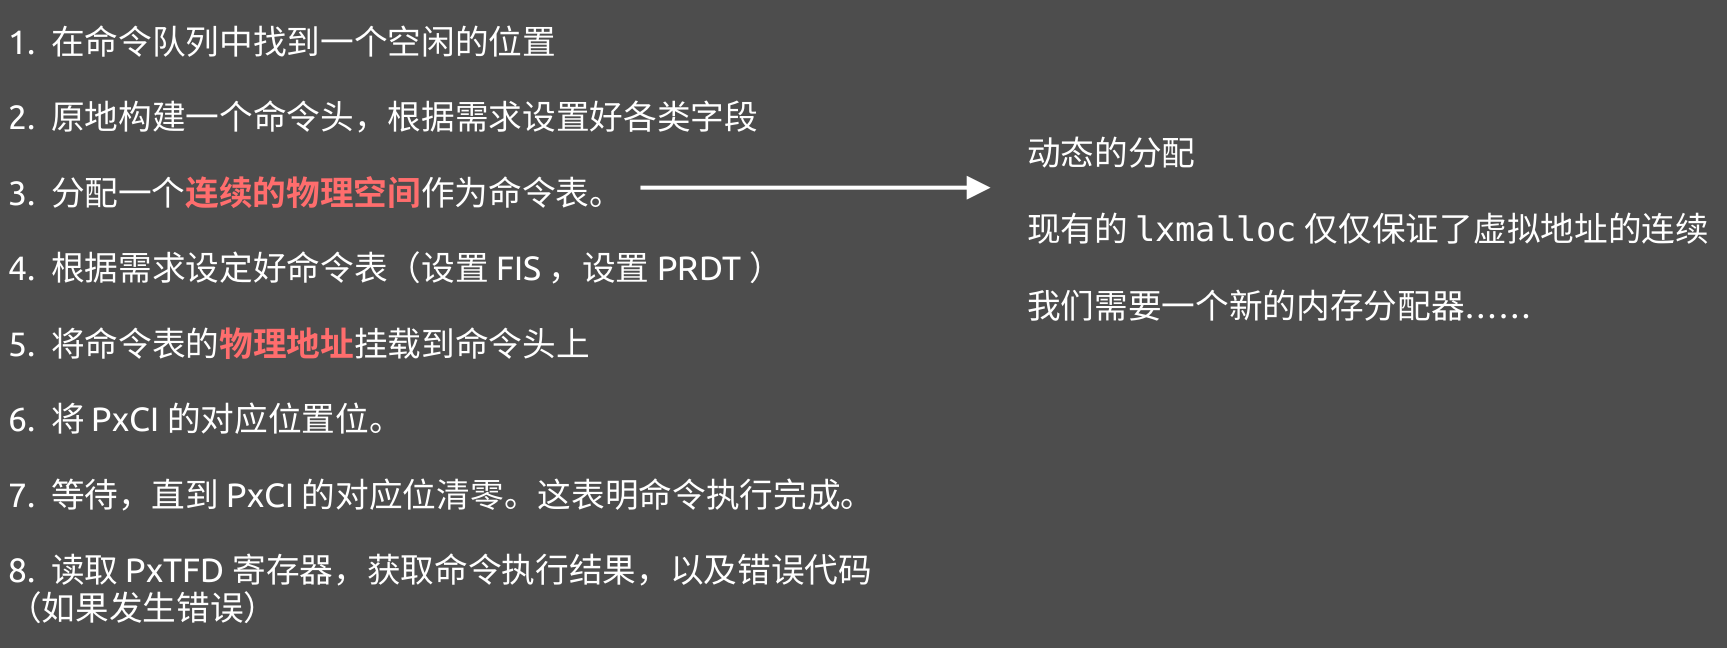 1. 在命令队列中找到一个空闲的位置
2. 原地构建一个命令头，根据需求设置好各类字段
3. 分配一个连续的物理空间作为命令表。
4. 根据需求设定好命令表（设置 FIS ，设置 PRDT ）
5. 将命令表的物理地址挂载到命令头上
6. 将 PxCI 的对应位置位。
7. 等待，直到 PxCI 的对应位清零。这表明命令执行完成。
8. 读取 PxTFD 寄存器，获取命令执行结果，以及错误代码
（如果发生错误）
动态的分配
现有的 lxmalloc 仅仅保证了虚拟地址的连续
我们需要一个新的内存分配器……